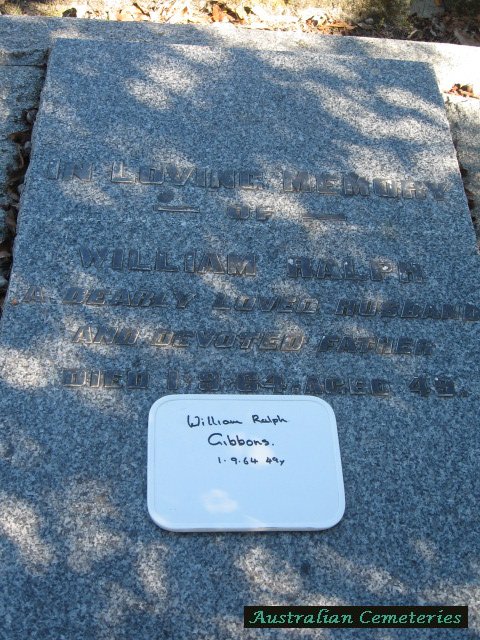 IN LOVING MEMORY
OF
WILLIAM RALPH
A DEARLY LOVED HUSBAND
AND DEVOTED FATHER
DIED 1.9.64. AGED 49.
William Ralph
Gibbons.
1.9.64 49y
Australian Cemeteries